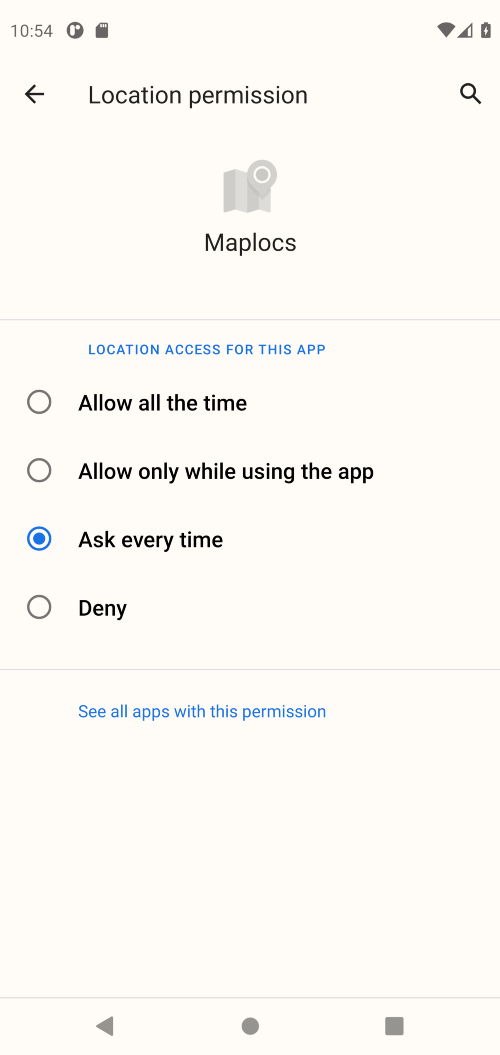 10:54
Location permission
Maplocs
LOCATION ACCESS FOR THIS APP
Allow all the time
Allow only while using the app
Ask every time
Deny
See all apps with this permission